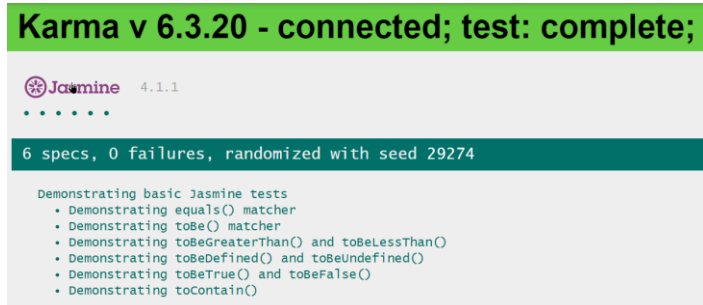 Karma v 6.3.20 - connected; test: complete;
Jasmine 4.1.1
6 specs, 0 failures, randomized with seed 29274
Demonstrating basic Jasmine tests
• Demonstrating equals() matcher
• Demonstrating toBe() matcher
• Demonstrating toBeGreaterThan() and toBeLessThan()
• Demonstrating toBeDefined() and toBeUndefined()
• Demonstrating toBeTrue() and toBeFalse()
• Demonstrating toContain()